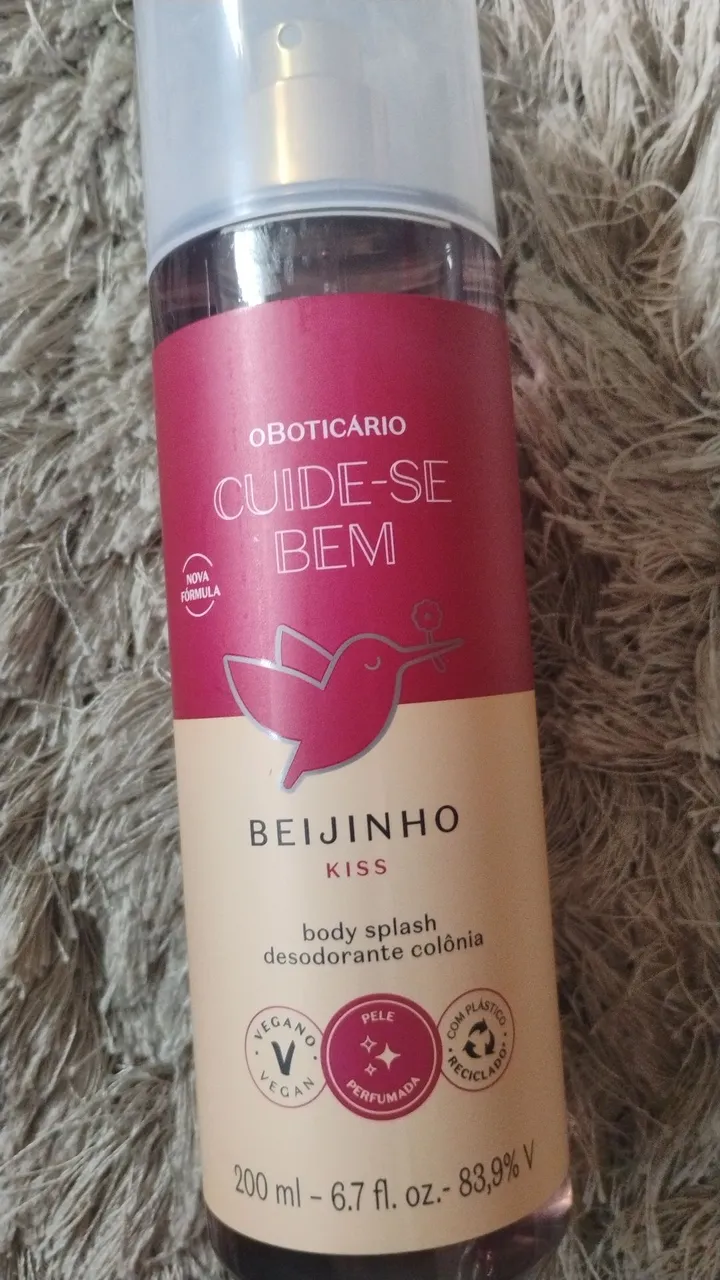 oBOTICÁRIO
CUIDE-SE
BEM
NOVA
FÓRMULA
BEIJINHO
KISS
body splash
desodorante colônia
VEGANO
V
VEGAN
PELE
PERFUMADA
COM PLÁSTICO
RECICLADO
200 ml – 6.7 fl. oz.- 83,9% V